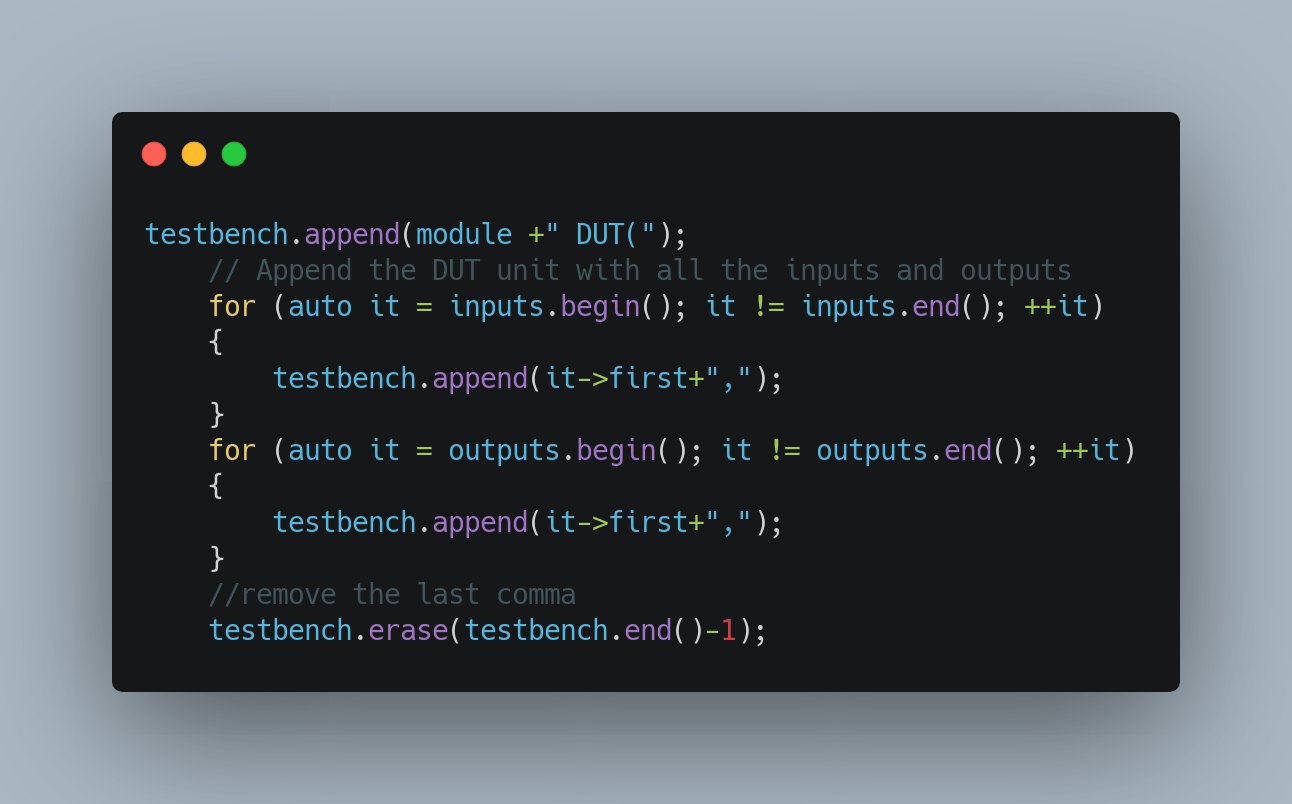 testbench.append(module +" DUT(");
    // Append the DUT unit with all the inputs and outputs
    for (auto it = inputs.begin(); it != inputs.end(); ++it)
    {
        testbench.append(it->first+",");
    }
    for (auto it = outputs.begin(); it != outputs.end(); ++it)
    {
        testbench.append(it->first+",");
    }
    //remove the last comma
    testbench.erase(testbench.end()-1);